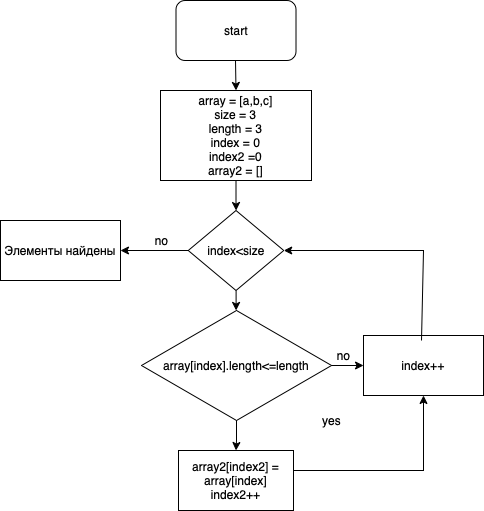 start
array = [a,b,c]
size = 3
length = 3
index = 0
index2 =0
array2 = []
Элементы найдены
no
index<size
array[index].length<=length
no
index++
yes
array2[index2] =
array[index]
index2++